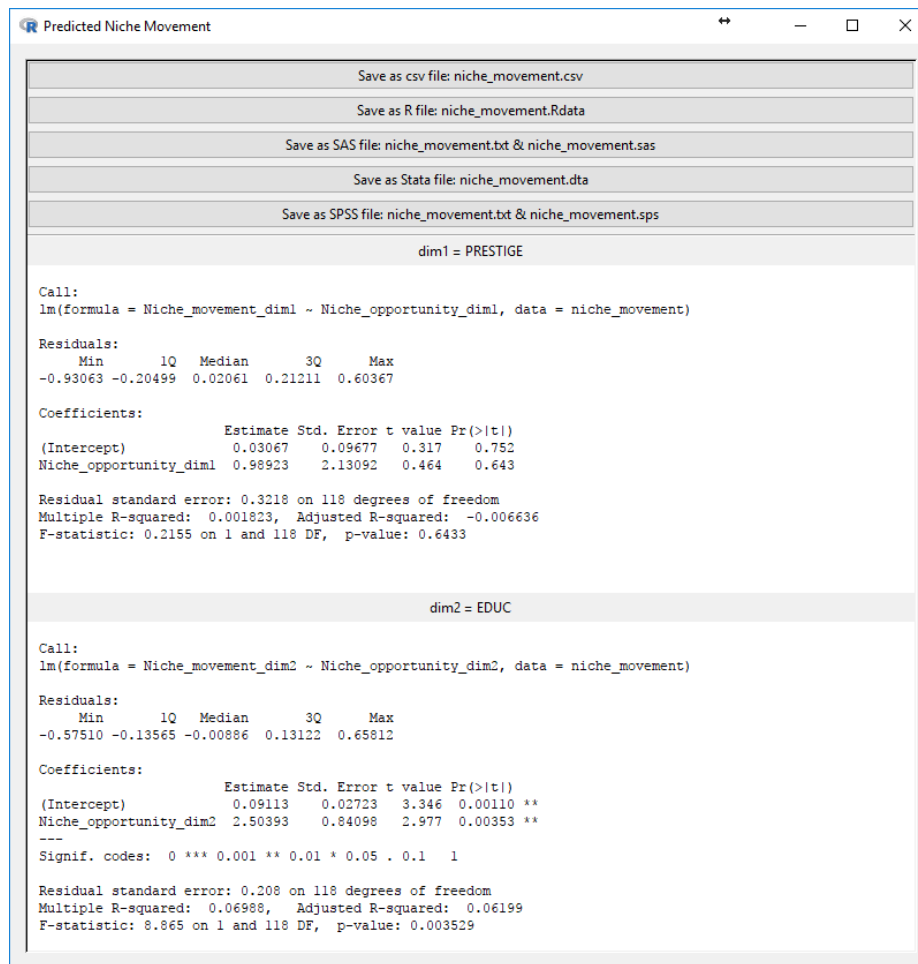 Predicted Niche Movement
Save as csv file: niche_movement.csv
Save as R file: niche_movement.Rdata
Save as SAS file: niche_movement.txt & niche_movement.sas
Save as Stata file: niche_movement.dta
Save as SPSS file: niche_movement.txt & niche_movement.sps
dim1 = PRESTIGE
Call:
lm(formula = Niche_movement_dim1 ~ Niche_opportunity_dim1, data = niche_movement)
Residuals:
Min 1Q Median 3Q Max
-0.93063 -0.20499 0.02061 0.21211 0.60367
Coefficients:
Estimate Std. Error t value Pr(>|t|)
(Intercept) 0.03067 0.09677 0.317 0.752
Niche_opportunity_dim1 0.98923 2.13092 0.464 0.643
Residual standard error: 0.3218 on 118 degrees of freedom
Multiple R-squared: 0.001823, Adjusted R-squared: -0.006636
F-statistic: 0.2155 on 1 and 118 DF, p-value: 0.6433
dim2 = EDUC
Call:
lm(formula = Niche_movement_dim2 ~ Niche_opportunity_dim2, data = niche_movement)
Residuals:
Min 1Q Median 3Q Max
-0.57510 -0.13565 -0.00886 0.13122 0.65812
Coefficients:
Estimate Std. Error t value Pr(>|t|)
(Intercept) 0.09113 0.02723 3.346 0.00110 **
Niche_opportunity_dim2 2.50393 0.84098 2.977 0.00353 **
---
Signif. codes: 0 *** 0.001 ** 0.01 * 0.05 . 0.1 1
Residual standard error: 0.208 on 118 degrees of freedom
Multiple R-squared: 0.06988, Adjusted R-squared: 0.06199
F-statistic: 8.865 on 1 and 118 DF, p-value: 0.003529